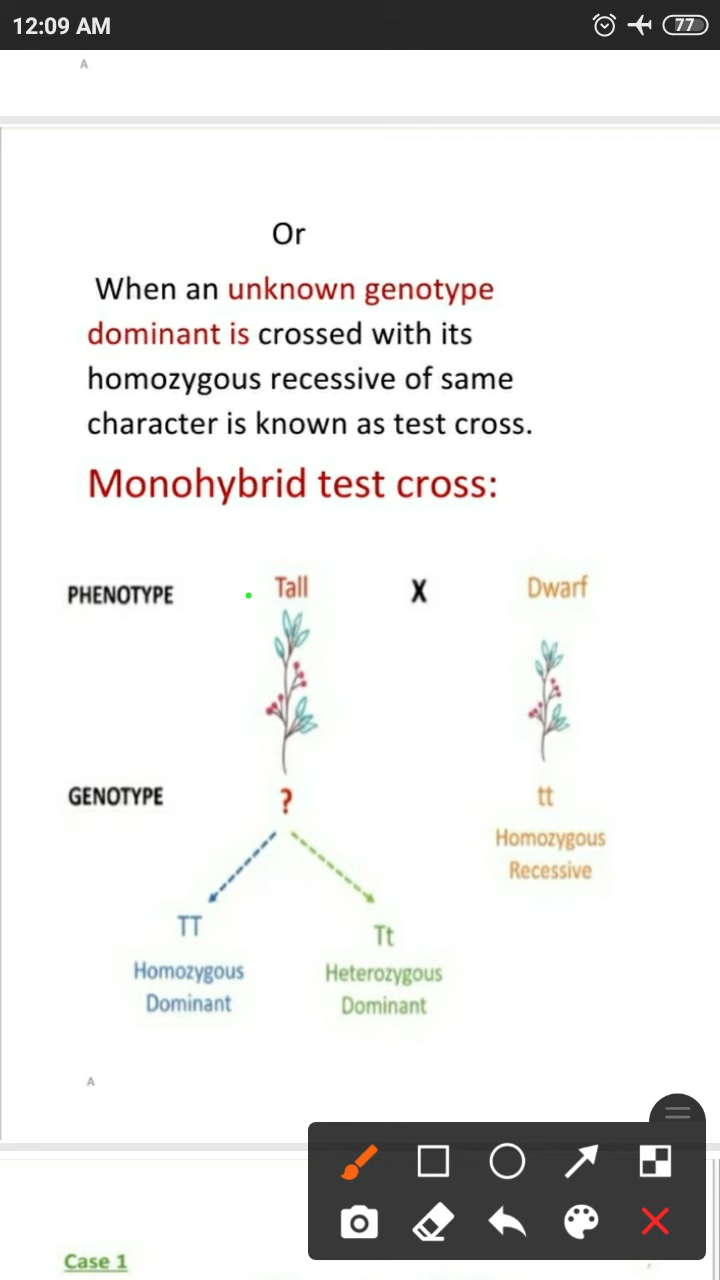 12:09 AM
77
A
Or
When an unknown genotype
dominant is crossed with its
homozygous recessive of same
character is known as test cross.
Monohybrid test cross:
PHENOTYPE Tall X Dwarf
GENOTYPE ? tt
Homozygous
Recessive
TT
Homozygous
Dominant
Tt
Heterozygous
Dominant
A
Case 1